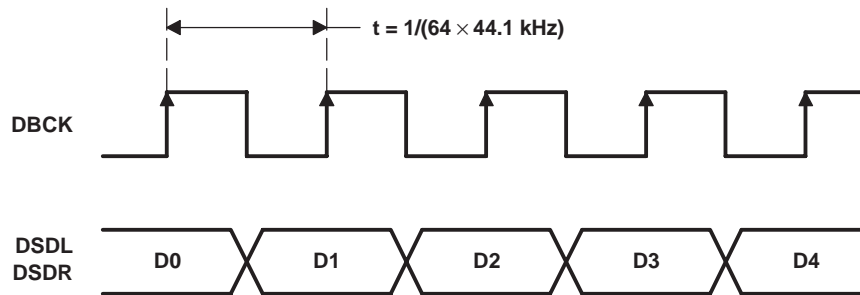 t = 1/(64 × 44.1 kHz)
DBCK
DSDL
DSDR
D0 D1 D2 D3 D4